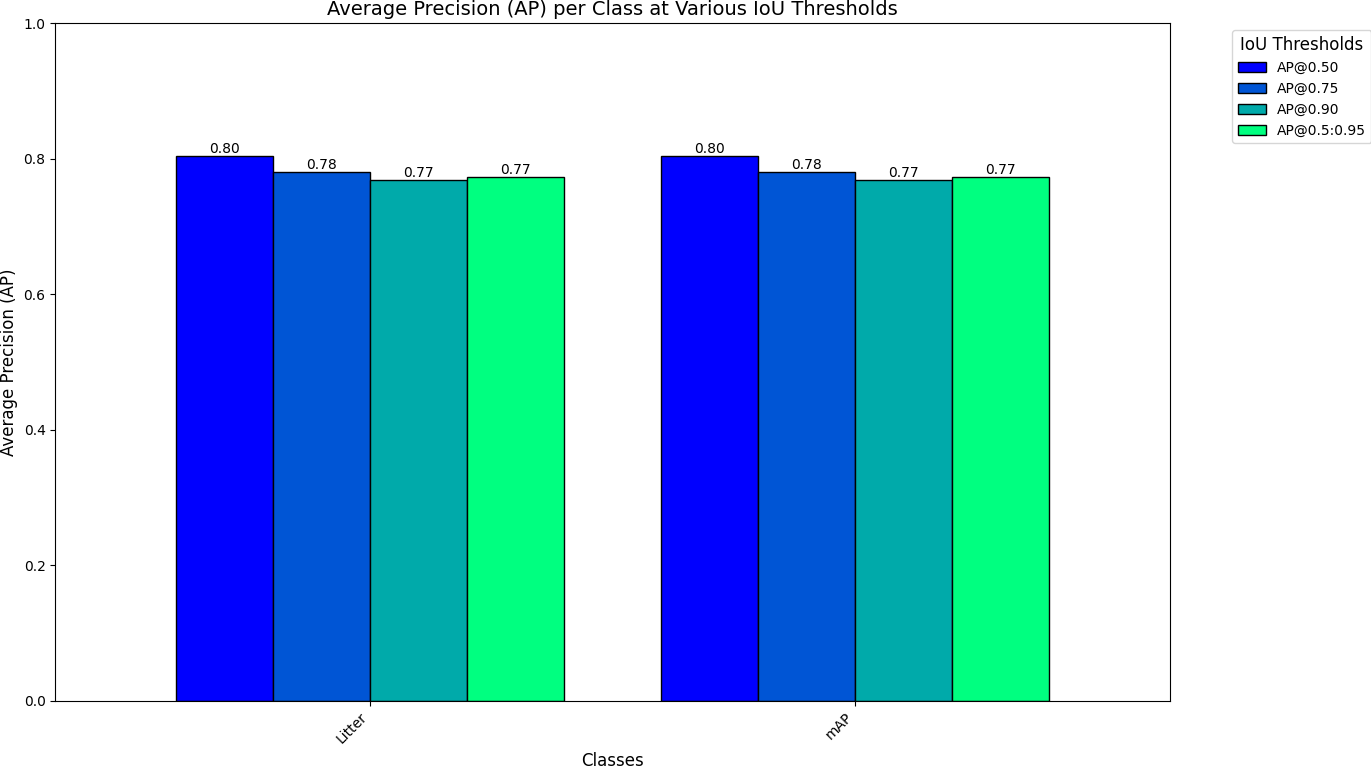 Average Precision (AP) per Class at Various IoU Thresholds
IoU Thresholds
AP@0.50
AP@0.75
AP@0.90
AP@0.5:0.95
Average Precision (AP)
1.0
0.8
0.6
0.4
0.2
0.0
0.80
0.78
0.77
0.77
0.80
0.78
0.77
0.77
Litter
mAP
Classes